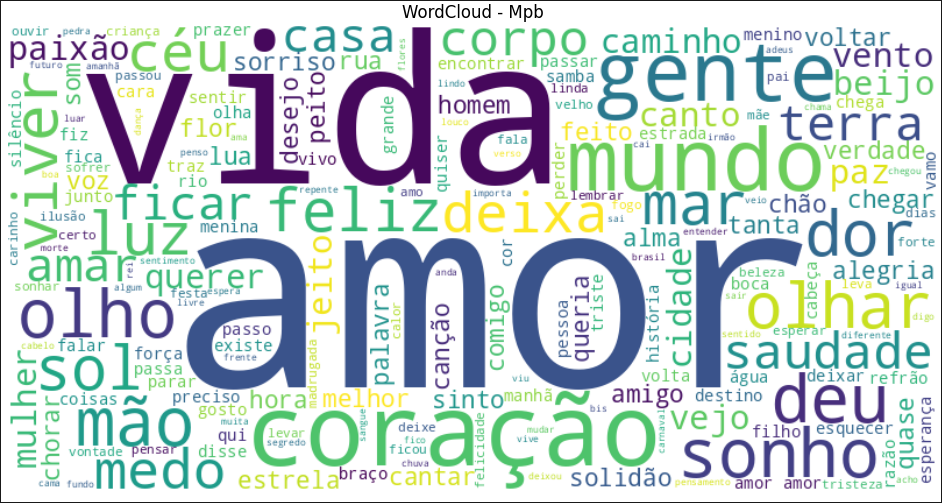 WordCloud - Mpb
ouvir
pedra
criança
prazer
paixão
céu
casa
corpo
caminho
menino
adeus
voltar
futuro
amanhã
passou
sorriso
rua
encontrar
passar
vento
vida
gente
luar
cara
sentir
desejo
peito
flores
lindo
linda
samba
pai
chega
beijo
silêncio
viver
som
dança
olha
grande
homem
velho
canto
mãe
chama
terra
fiz
flor
louco
fala
feito
estrada
irmão
verdade
penso
ama
vivo
quiser
verso
mundo
cai
fica
sofrer
traz
lua
perder
chegou
paz
vamo
voz
boa
rio
repente
amo
importa
lembrar
junto
ficar
feliz
deixa
fogo
mar
veio
chão
chegar
carinho
ilusão
luz
menina
sai
tanta
dias
certo
morte
amor
cor
entender
alma
dor
forte
amar
rei
sentimento
jeito
anda
brasil
alegria
sonhar
algum
querer
palavra
comigo
queria
cidade
beleza
boca
cabeça
leva
igual
festa
espera
calor
pessoa
triste
história
sair
olhar
digo
olho
livre
passo
canção
esperar
diferente
cabelo
existe
frente
sentido
saudade
falar
força
madrugada
viu
volta
água
deixar
refrão
mulher
sol
passa
parar
coisas
preciso
hora
melhor
sinto
manhã
amigo
destino
deu
mão
gosto
muita
deixe
bis
vejo
filho
esquecer
quase
chorar
qui
levar
sangue
fico
coração
mudar
carnaval
sonho
razão
esperança
vontade
pensar
disse
segredo
ficou
felicidade
vive
medo
estrela
braço
chuva
cantar
solidão
tristeza
cama
fundo
deixou
pensamento
amor amor
acho